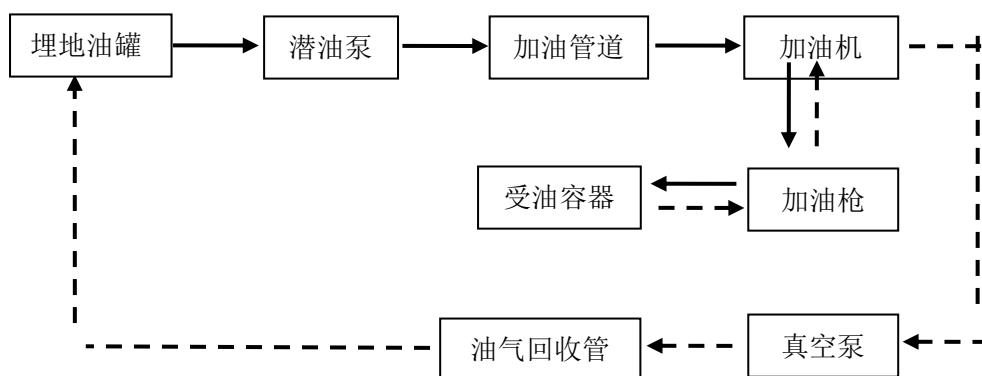 埋地油罐
潜油泵
加油管道
加油机
受油容器
加油枪
油气回收管
真空泵